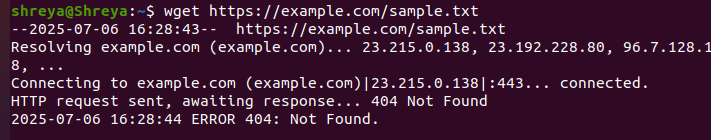 shreya@Shreya:~$ wget https://example.com/sample.txt
--2025-07-06 16:28:43--  https://example.com/sample.txt
Resolving example.com (example.com)... 23.215.0.138, 23.192.228.80, 96.7.128.1
8, ...
Connecting to example.com (example.com)|23.215.0.138|:443... connected.
HTTP request sent, awaiting response... 404 Not Found
2025-07-06 16:28:44 ERROR 404: Not Found.